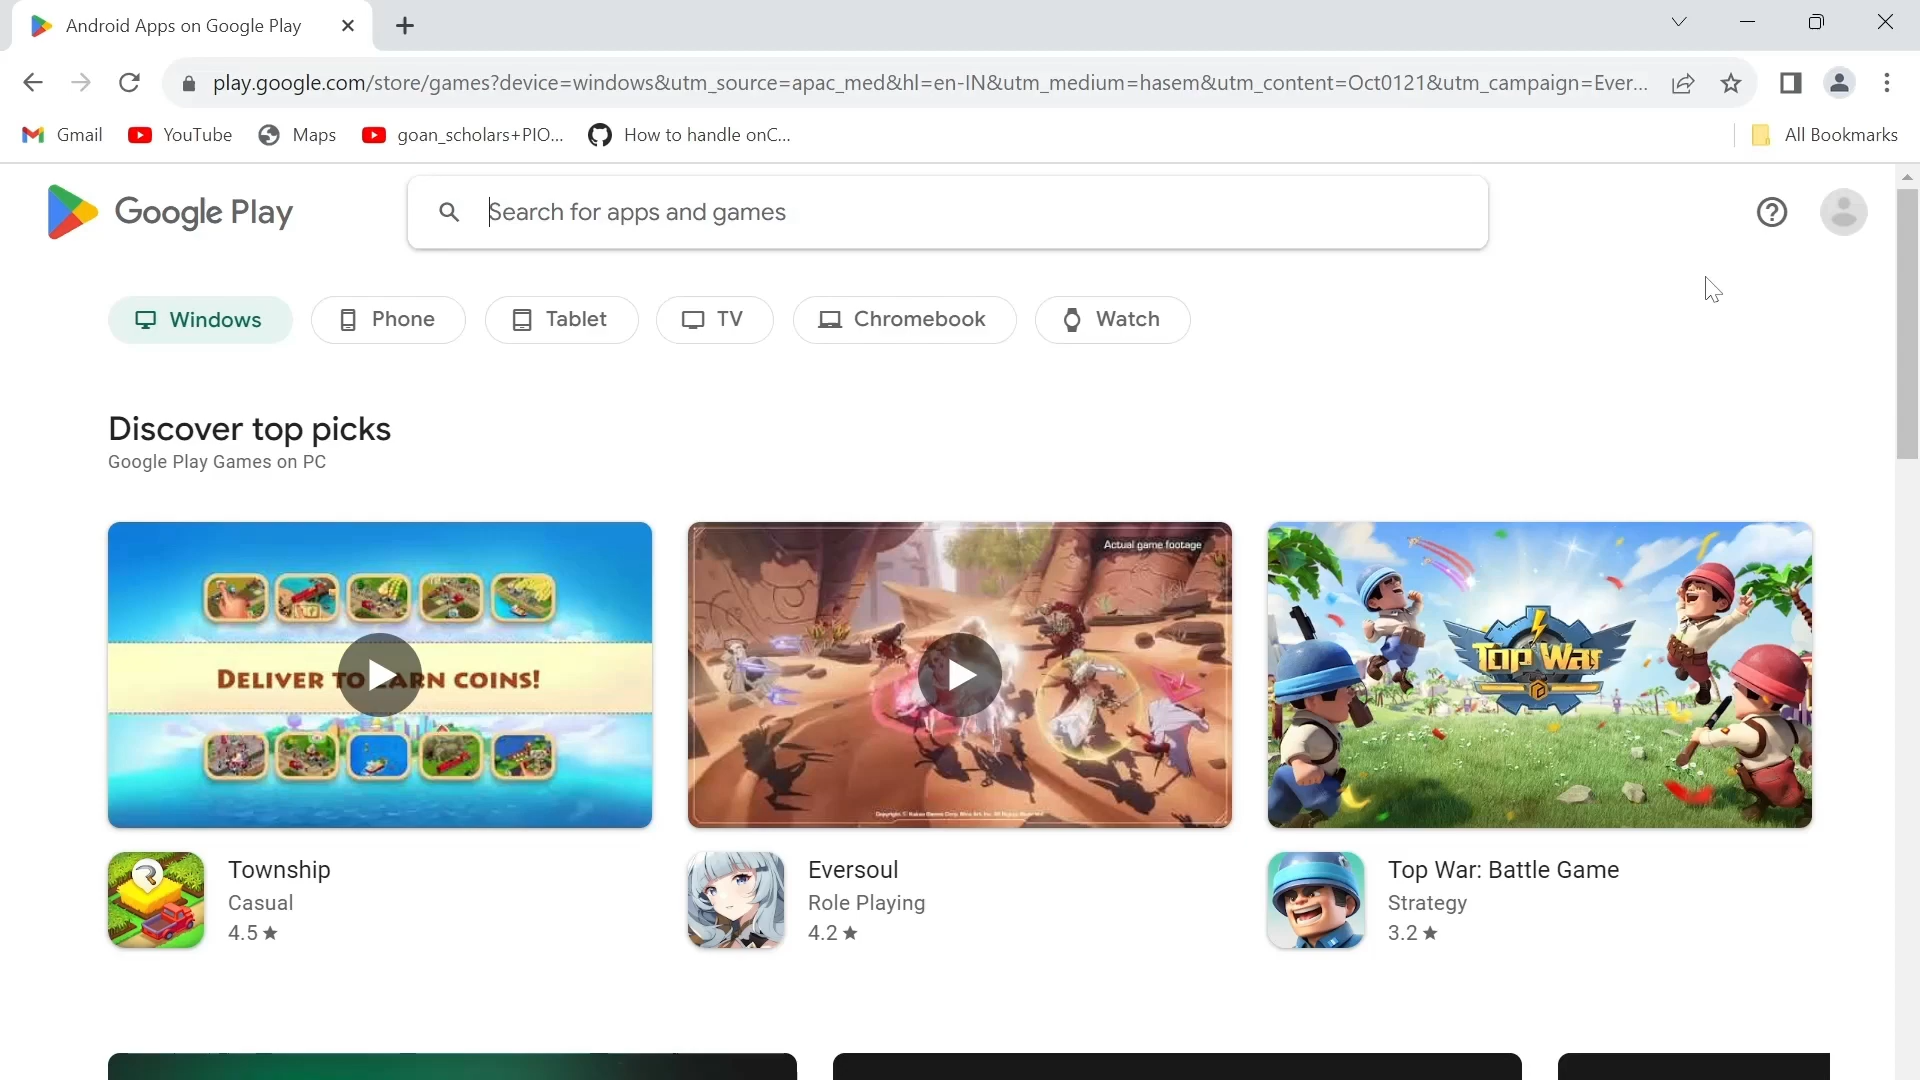 Android Apps on Google Play
play.google.com/store/games?device=windows&utm_source=apac_med&hl=en-IN&utm_medium=hasem&utm_content=Oct0121&utm_campaign=Ever...
Gmail
YouTube
Maps
goan_scholars+PIO...
How to handle onC...
All Bookmarks
Google Play
Search for apps and games
Windows
Phone
Tablet
TV
Chromebook
Watch
Discover top picks
Google Play Games on PC
DELIVER TO EARN COINS!
Actual game footage
TOP WAR
Township
Casual
4.5★
Eversoul
Role Playing
4.2★
Top War: Battle Game
Strategy
3.2★